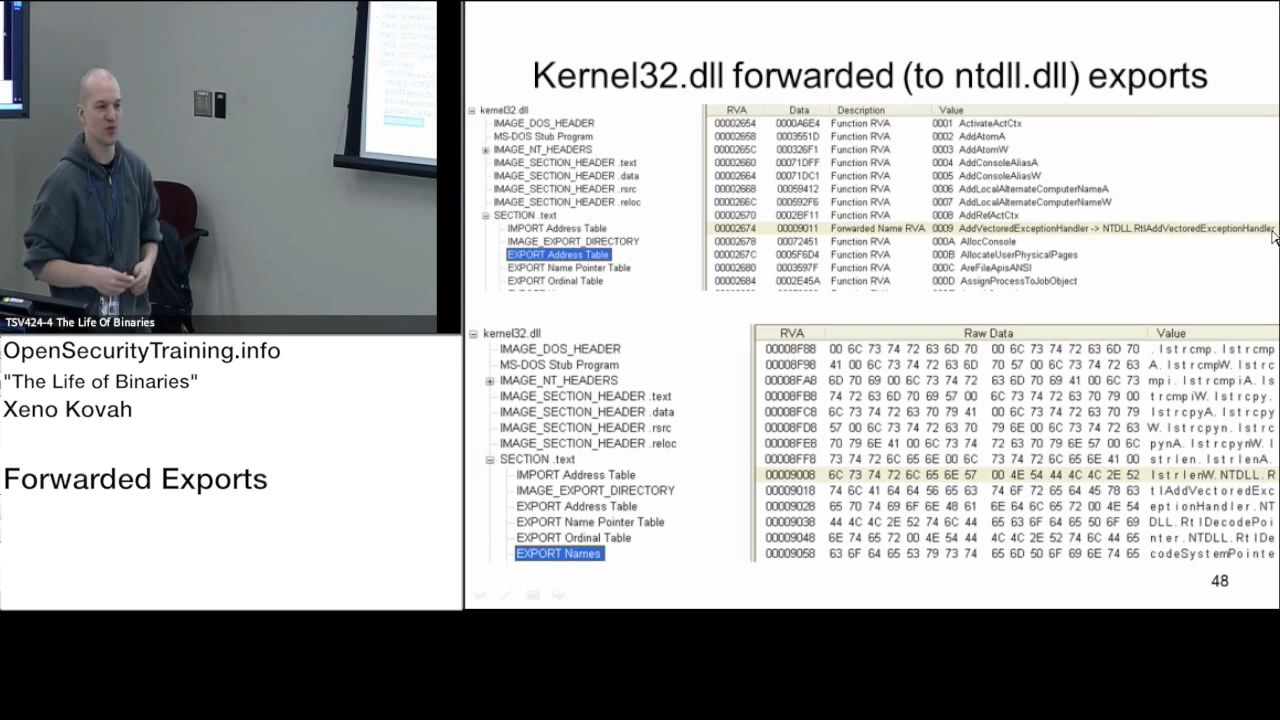 TSV424-4 The Life Of Binaries
OpenSecurityTraining.info
"The Life of Binaries"
Xeno Kovah
Forwarded Exports
Kernel32.dll forwarded (to ntdll.dll) exports
kernel32.dll
IMAGE_DOS_HEADER
MS-DOS Stub Program
IMAGE_NT_HEADERS
IMAGE_SECTION_HEADER .text
IMAGE_SECTION_HEADER .data
IMAGE_SECTION_HEADER .rsrc
IMAGE_SECTION_HEADER .reloc
SECTION .text
IMPORT Address Table
IMAGE_EXPORT_DIRECTORY
EXPORT Address Table
EXPORT Name Pointer Table
EXPORT Ordinal Table
RVA Data Description Value
00002654 0000A6E4 Function RVA 0001 ActivateActCtx
00002658 0003551D Function RVA 0002 AddAtomA
0000265C 000326F1 Function RVA 0003 AddAtomW
00002660 00071DFF Function RVA 0004 AddConsoleAliasA
00002664 00071DC1 Function RVA 0005 AddConsoleAliasW
00002668 00059412 Function RVA 0006 AddLocalAlternateComputerNameA
0000266C 000592F6 Function RVA 0007 AddLocalAlternateComputerNameW
00002670 0002BF11 Function RVA 0008 AddRefActCtx
00002674 00009011 Forwarded Name RVA 0009 AddVectoredExceptionHandler -> NTDLL.RtlAddVectoredExceptionHandler
00002678 00072451 Function RVA 000A AllocConsole
0000267C 0005F6D4 Function RVA 000B AllocateUserPhysicalPages
00002680 0003597F Function RVA 000C AreFileApisANSI
00002684 0002E45A Function RVA 000D AssignProcessToJobObject
kernel32.dll
IMAGE_DOS_HEADER
MS-DOS Stub Program
IMAGE_NT_HEADERS
IMAGE_SECTION_HEADER .text
IMAGE_SECTION_HEADER .data
IMAGE_SECTION_HEADER .rsrc
IMAGE_SECTION_HEADER .reloc
SECTION .text
IMPORT Address Table
IMAGE_EXPORT_DIRECTORY
EXPORT Address Table
EXPORT Name Pointer Table
EXPORT Ordinal Table
EXPORT Names
RVA Raw Data Value
00008F88 00 6C 73 74 72 63 6D 70 00 6C 73 74 72 63 6D 70 .lstrcmp.lstrcmp
00008F98 41 00 6C 73 74 72 63 6D 70 57 00 6C 73 74 72 63 A.lstrcmpW.lstrc
00008FA8 6D 70 69 00 6C 73 74 72 63 6D 70 69 41 00 6C 73 mpi.lstrcmpiA.ls
00008FB8 74 72 63 6D 70 69 57 00 6C 73 74 72 63 70 79 00 trcmpiW.lstrcpy.
00008FC8 6C 73 74 72 63 70 79 41 00 6C 73 74 72 63 70 79 lstrcpyA.lstrcpy
00008FD8 57 00 6C 73 74 72 63 70 79 6E 00 6C 73 74 72 63 W.lstrcpyn.lstrc
00008FE8 70 79 6E 41 00 6C 73 74 72 63 70 79 6E 57 00 6C pynA.lstrcpynW.l
00008FF8 73 74 72 6C 65 6E 00 6C 73 74 72 6C 65 6E 41 00 strlen.lstrlenA.
00009008 6C 73 74 72 6C 65 6E 57 00 4E 54 44 4C 4C 2E 52 lstrlenW.NTDLL.R
00009018 74 6C 41 64 64 56 65 63 74 6F 72 65 64 45 78 63 tlAddVectoredExc
00009028 65 70 74 69 6F 6E 48 61 6E 64 6C 65 72 00 4E 54 eptionHandler.NT
00009038 44 4C 4C 2E 52 74 6C 44 65 63 6F 64 65 50 6F 69 DLL.RtlDecodePoi
00009048 6E 74 65 72 00 4E 54 44 4C 4C 2E 52 74 6C 44 65 nter.NTDLL.RtlDe
00009058 63 6F 64 65 53 79 73 74 65 6D 50 6F 69 6E 74 65 codeSystemPointe
48